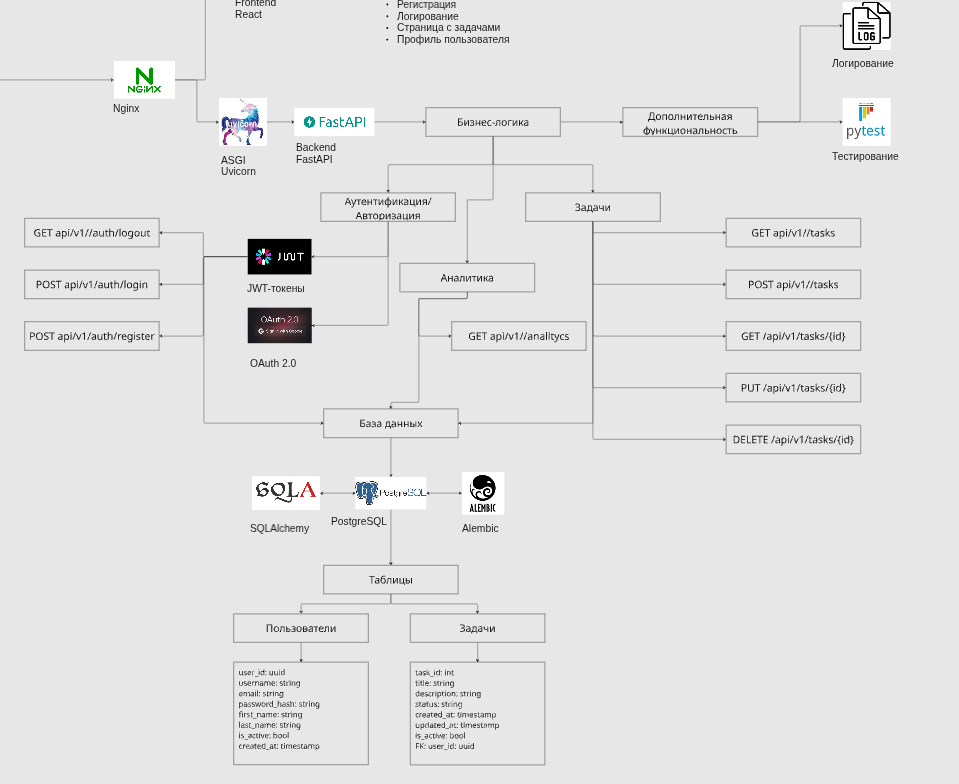 Frontend
React
• Регистрация
• Логирование
• Страница с задачами
• Профиль пользователя
LOG
Логирование
NGiNX
Nginx
uvicorn
ASGI
Uvicorn
FastAPI
Backend
FastAPI
Бизнес-логика
Дополнительная
функциональность
pytest
Тестирование
Аутентификация/
Авторизация
Задачи
GET api/v1//auth/logout
POST api/v1/auth/login
POST api/v1/auth/register
JWT
JWT-токены
OAuth 2.0
OAuth 2.0
Аналитика
GET api/v1//analitycs
GET api/v1//tasks
POST api/v1//tasks
GET /api/v1/tasks/{id}
PUT /api/v1/tasks/{id}
DELETE /api/v1/tasks/{id}
База данных
SQLA
SQLAlchemy
PostgreSQL
PostgreSQL
ALEMBIC
Alembic
Таблицы
Пользователи
user_id: uuid
username: string
email: string
password_hash: string
first_name: string
last_name: string
is_active: bool
created_at: timestamp
Задачи
task_id: int
title: string
description: string
status: string
created_at: timestamp
updated_at: timestamp
is_active: bool
FK: user_id: uuid